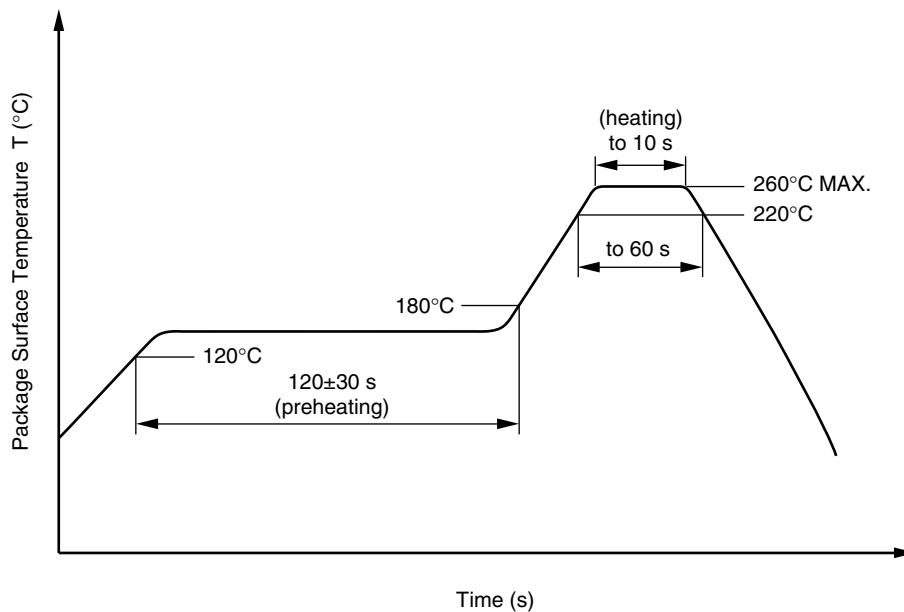 Package Surface Temperature T (°C)
(heating)
to 10 s
260°C MAX.
220°C
to 60 s
180°C
120°C
120±30 s
(preheating)
Time (s)